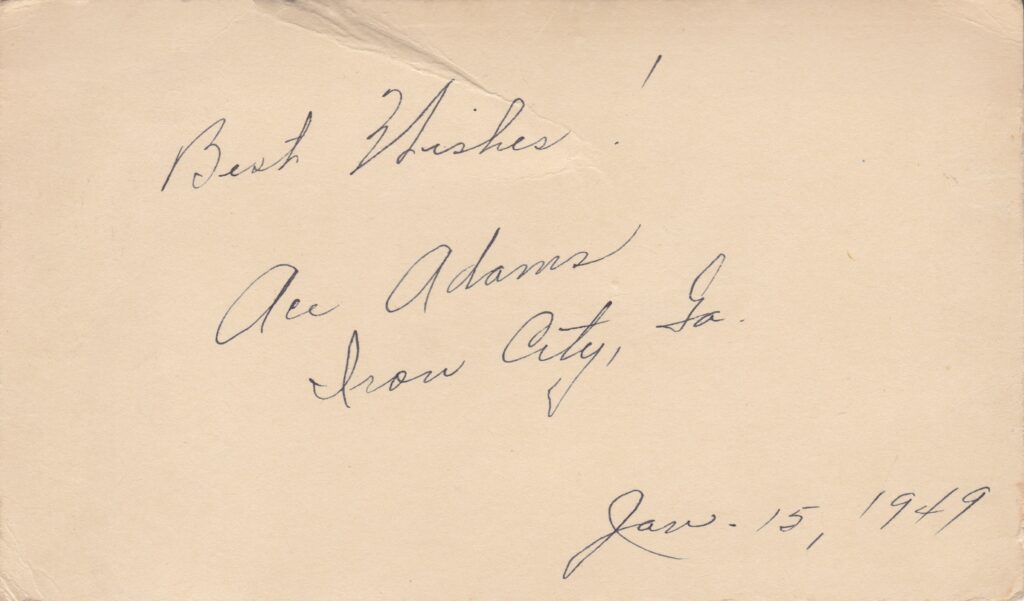 Best Wishes!
Ace Adams
Iron City, Ga.
Jan. 15, 1949